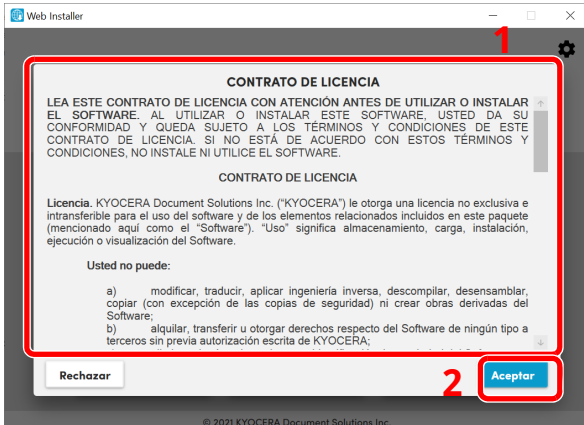 Web Installer
1
CONTRATO DE LICENCIA
LEA ESTE CONTRATO DE LICENCIA CON ATENCIÓN ANTES DE UTILIZAR O INSTALAR
EL SOFTWARE. AL UTILIZAR O INSTALAR ESTE SOFTWARE, USTED DA SU
CONFORMIDAD Y QUEDA SUJETO A LOS TÉRMINOS Y CONDICIONES DE ESTE
CONTRATO DE LICENCIA. SI NO ESTÁ DE ACUERDO CON ESTOS TÉRMINOS Y
CONDICIONES, NO INSTALE NI UTILICE EL SOFTWARE.
CONTRATO DE LICENCIA
Licencia. KYOCERA Document Solutions Inc. (“KYOCERA”) le otorga una licencia no exclusiva e
intransferible para el uso del software y de los elementos relacionados incluidos en este paquete
(mencionado aquí como el “Software”). “Uso” significa almacenamiento, carga, instalación,
ejecución o visualización del Software.
Usted no puede:
a) modificar, traducir, aplicar ingeniería inversa, descompilar, desensamblar,
copiar (con excepción de las copias de seguridad) ni crear obras derivadas del
Software;
b) alquilar, transferir u otorgar derechos respecto del Software de ningún tipo a
terceros sin previa autorización escrita de KYOCERA;
Rechazar
2
Aceptar
© 2021 KYOCERA Document Solutions Inc.